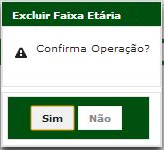 Excluir Faixa Etária
Confirma Operação?
Sim Não